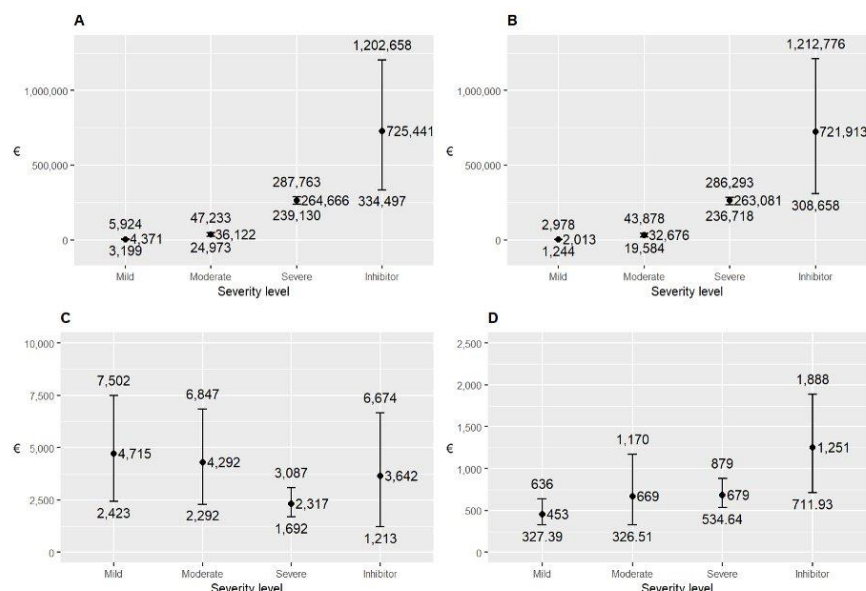 A
1,202,658
1,000,000
725,441
€
500,000
287,763
264,666
334,497
239,130
5,924
47,233
4,371
36,122
0
3,199
24,973
Mild
Moderate
Severe
Inhibitor
Severity level
B
1,212,776
1,000,000
721,913
€
500,000
286,293
263,081
308,658
236,718
2,978
43,878
2,013
32,676
0
1,244
19,584
Mild
Moderate
Severe
Inhibitor
Severity level
C
10,000
7,502
6,847
6,674
7,500
€
5,000
4,715
4,292
3,642
3,087
2,500
2,423
2,292
2,317
1,692
1,213
0
Mild
Moderate
Severe
Inhibitor
Severity level
D
2,500
2,000
1,888
€
1,500
1,251
1,170
1,000
879
636
669
679
711.93
500
453
534.64
327.39
326.51
0
Mild
Moderate
Severe
Inhibitor
Severity level